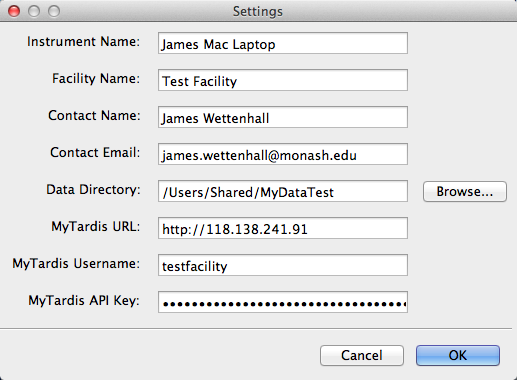 Settings
Instrument Name: James Mac Laptop
Facility Name: Test Facility
Contact Name: James Wettenhall
Contact Email: james.wettenhall@monash.edu
Data Directory: /Users/Shared/MyDataTest Browse...
MyTardis URL: http://118.138.241.91
MyTardis Username: testfacility
MyTardis API Key: ••••••••••••••••••••••••••••••••
Cancel OK